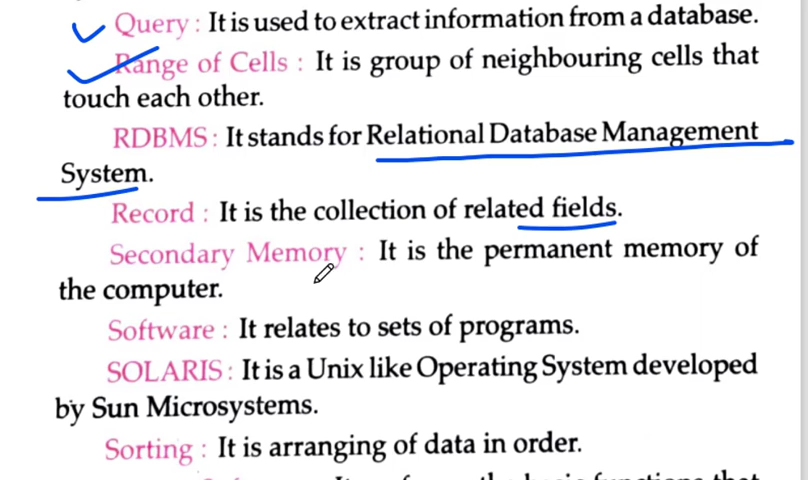 Query : It is used to extract information from a database.
Range of Cells : It is group of neighbouring cells that
touch each other.
RDBMS : It stands for Relational Database Management
System.
Record : It is the collection of related fields.
Secondary Memory : It is the permanent memory of
the computer.
Software : It relates to sets of programs.
SOLARIS : It is a Unix like Operating System developed
by Sun Microsystems.
Sorting : It is arranging of data in order.